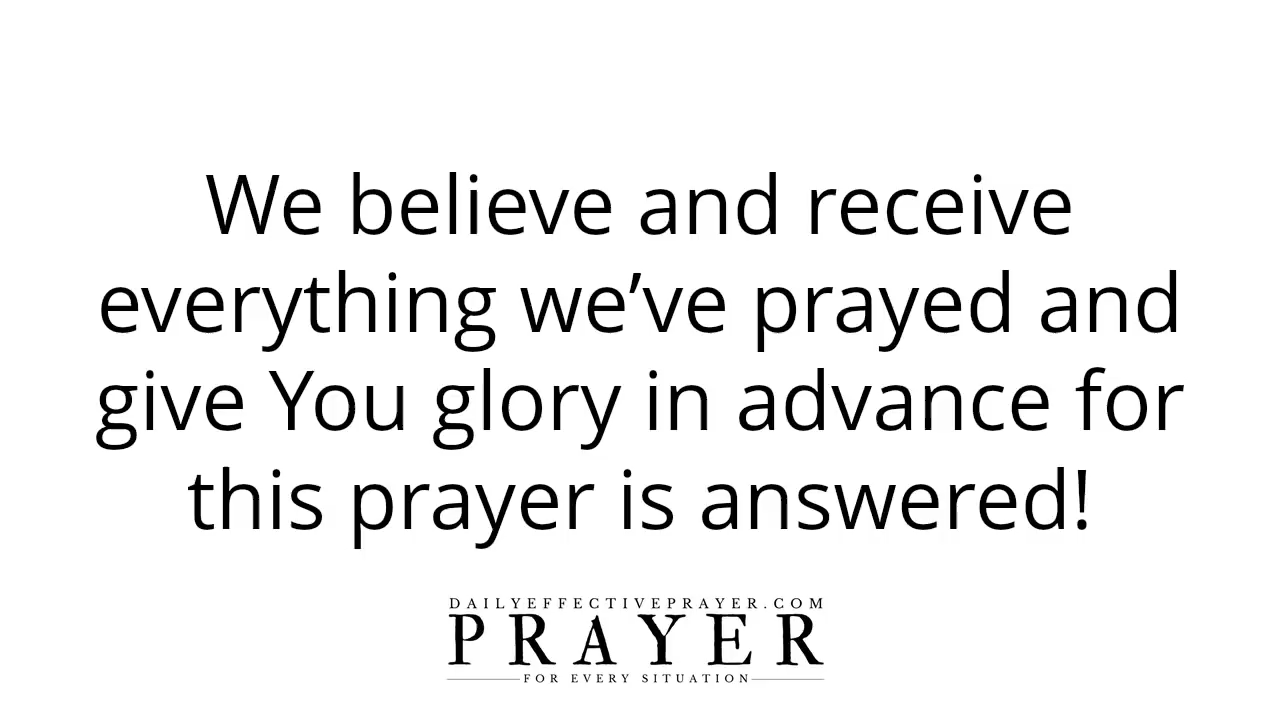 We believe and receive
everything we’ve prayed and
give You glory in advance for
this prayer is answered!
DAILYEFFECTIVEPRAYER.COM
PRAYER
FOR EVERY SITUATION